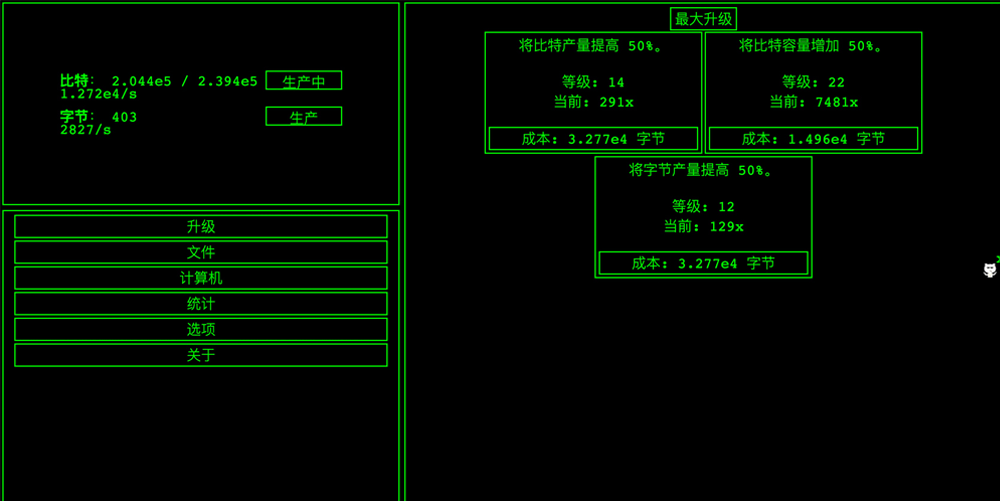 比特: 2.044e5 / 2.394e5 生产中
1.272e4/s
字节: 403 生产
2827/s
升级
文件
计算机
统计
选项
关于
最大升级
将比特产量提高 50%。
等级: 14
当前: 291x
成本: 3.277e4 字节
将比特容量增加 50%。
等级: 22
当前: 7481x
成本: 1.496e4 字节
将字节产量提高 50%。
等级: 12
当前: 129x
成本: 3.277e4 字节